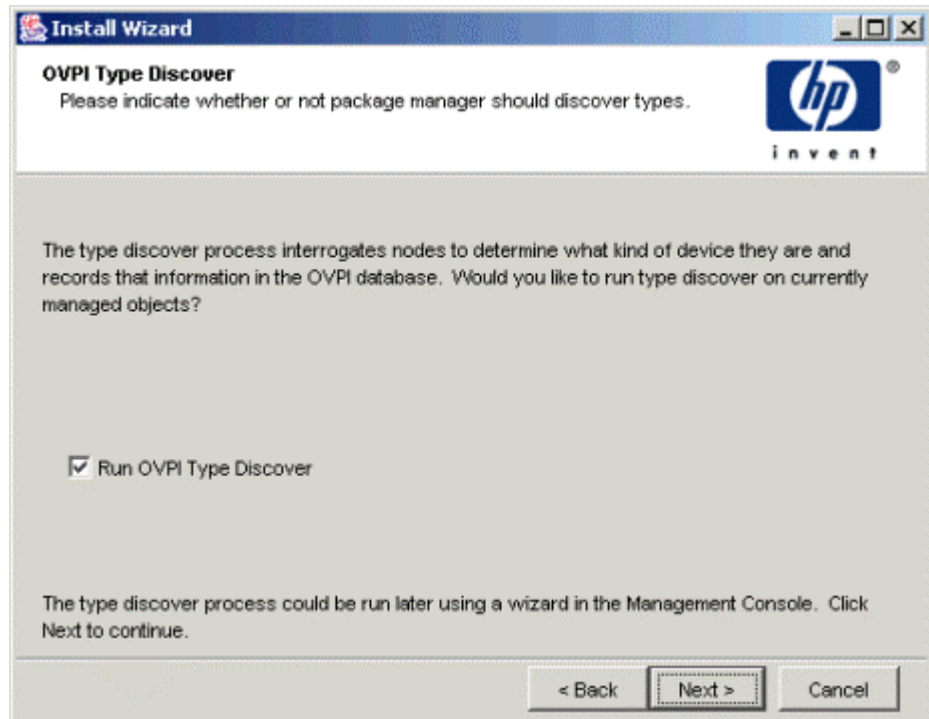 Install Wizard
OVPI Type Discover
Please indicate whether or not package manager should discover types.
hp
®
invent
The type discover process interrogates nodes to determine what kind of device they are and
records that information in the OVPI database. Would you like to run type discover on currently
managed objects?
Run OVPI Type Discover
The type discover process could be run later using a wizard in the Management Console. Click
Next to continue.
< Back
Next >
Cancel